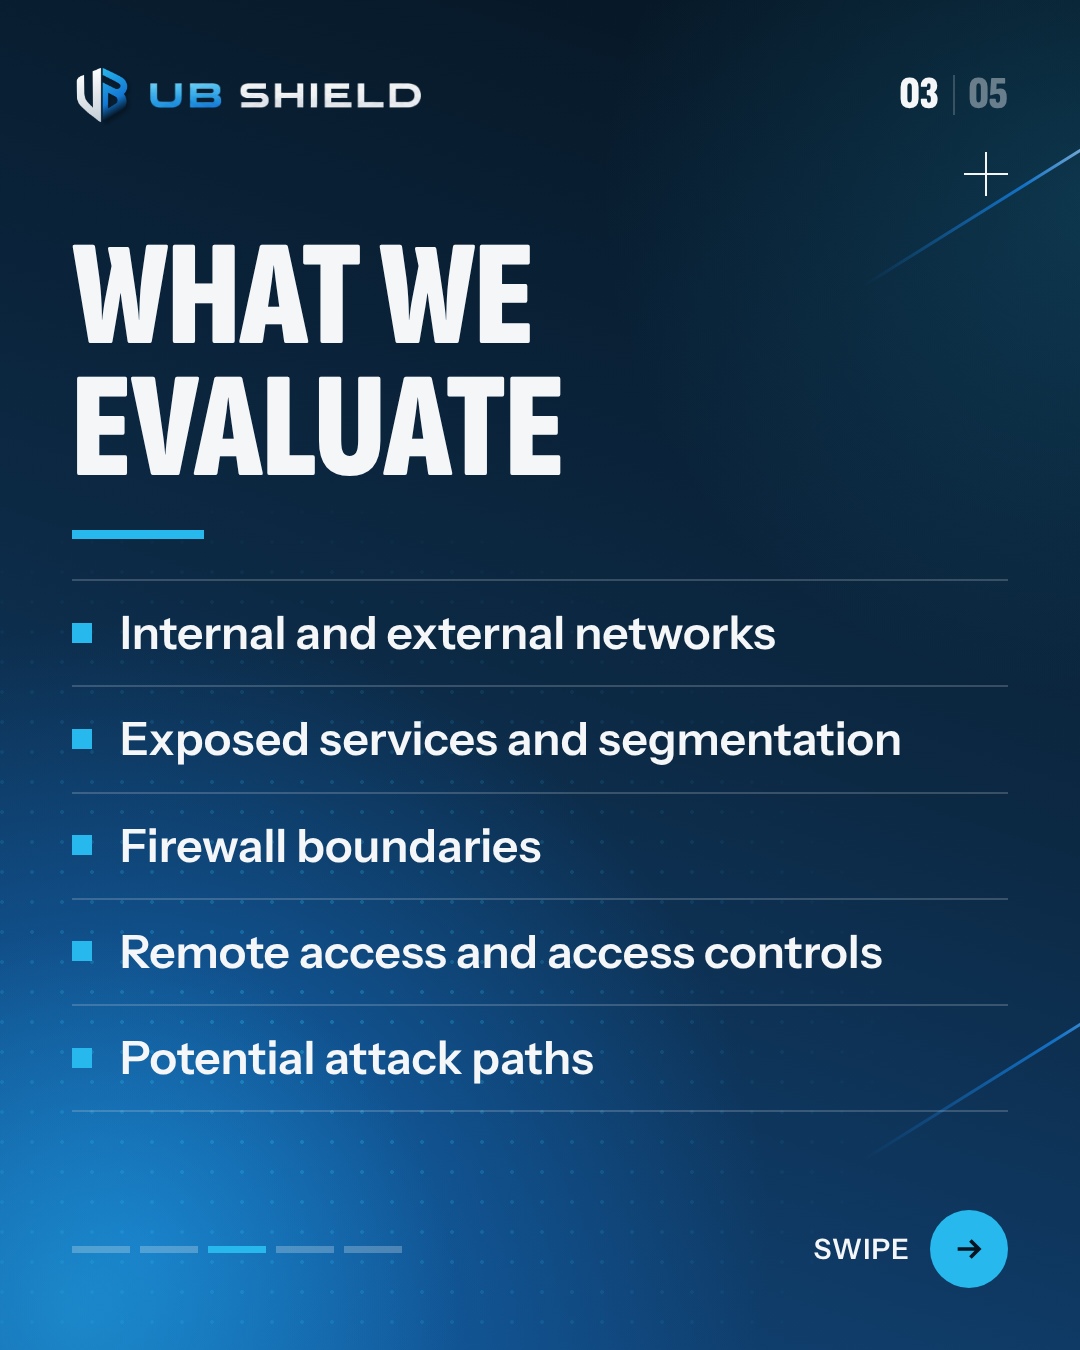 UB SHIELD
03 | 05
WHAT WE
EVALUATE
Internal and external networks
Exposed services and segmentation
Firewall boundaries
Remote access and access controls
Potential attack paths
SWIPE